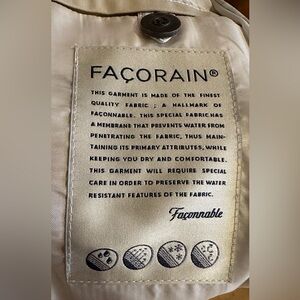 FAÇORAIN®
THIS GARMENT IS MADE OF THE FINEST
QUALITY FABRIC ; A HALLMARK OF
FAÇONNABLE. THIS SPECIAL FABRIC HAS
A MEMBRANE THAT PREVENTS WATER FROM
PENETRATING THE FABRIC, THUS MAIN-
TAINING ITS PRIMARY ATTRIBUTES, WHILE
KEEPING YOU DRY AND COMFORTABLE.
THIS GARMENT WILL REQUIRE SPECIAL
CARE IN ORDER TO PRESERVE THE WATER
RESISTANT FEATURES OF THE FABRIC.
Façonnable